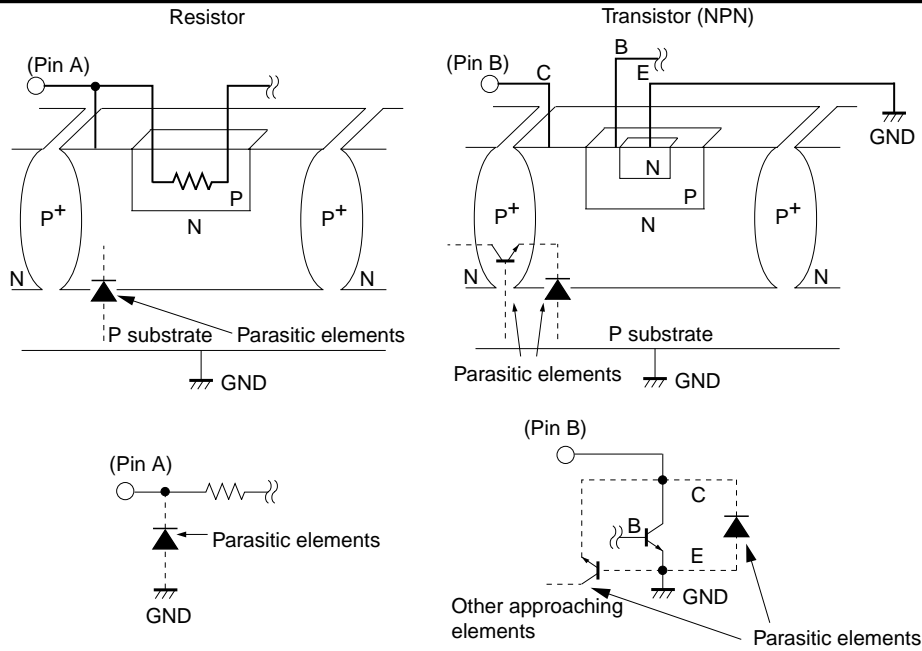 Resistor
(Pin A)
P+
P
N
P+
N
N
P substrate
Parasitic elements
GND
Transistor (NPN)
(Pin B)
C
B
E
GND
P+
N
P
N
P+
N
N
P substrate
Parasitic elements
GND
(Pin A)
Parasitic elements
GND
(Pin B)
C
B
E
GND
Other approaching
elements
Parasitic elements